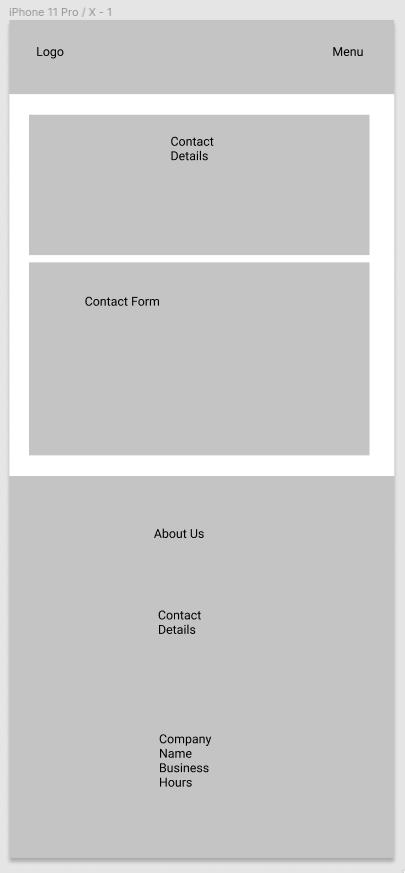 iPhone 11 Pro / X - 1
Logo
Menu
Contact
Details
Contact Form
About Us
Contact
Details
Company
Name
Business
Hours